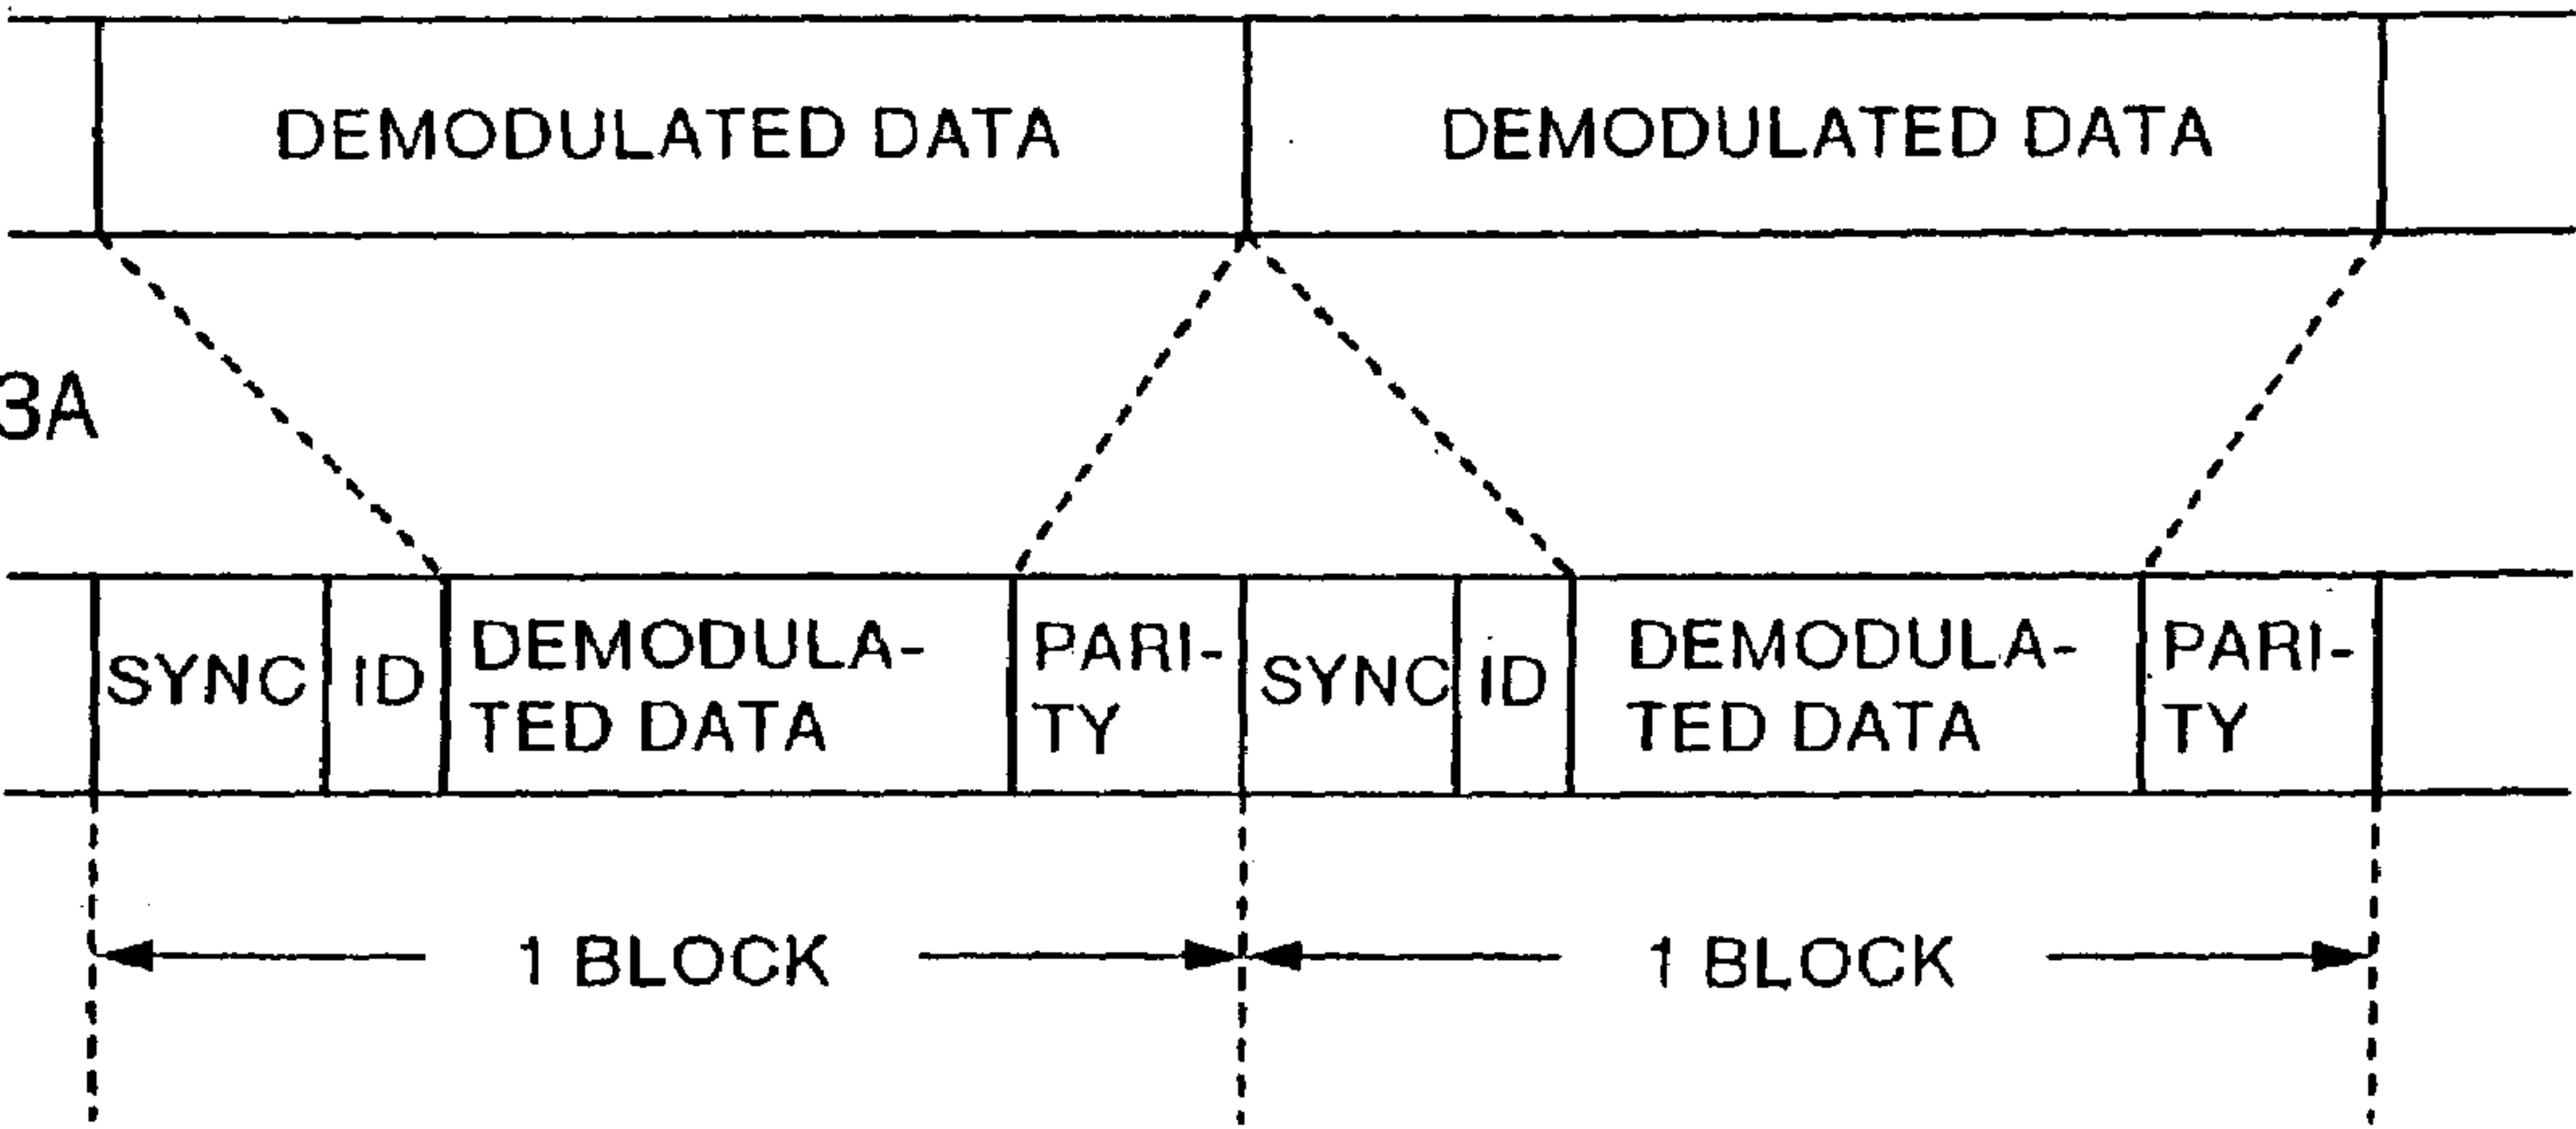 DEMODULATED DATA DEMODULATED DATA
3A
SYNC ID DEMODULA-
TED DATA PARI-
TY SYNC ID DEMODULA-
TED DATA PARI-
TY
1 BLOCK 1 BLOCK